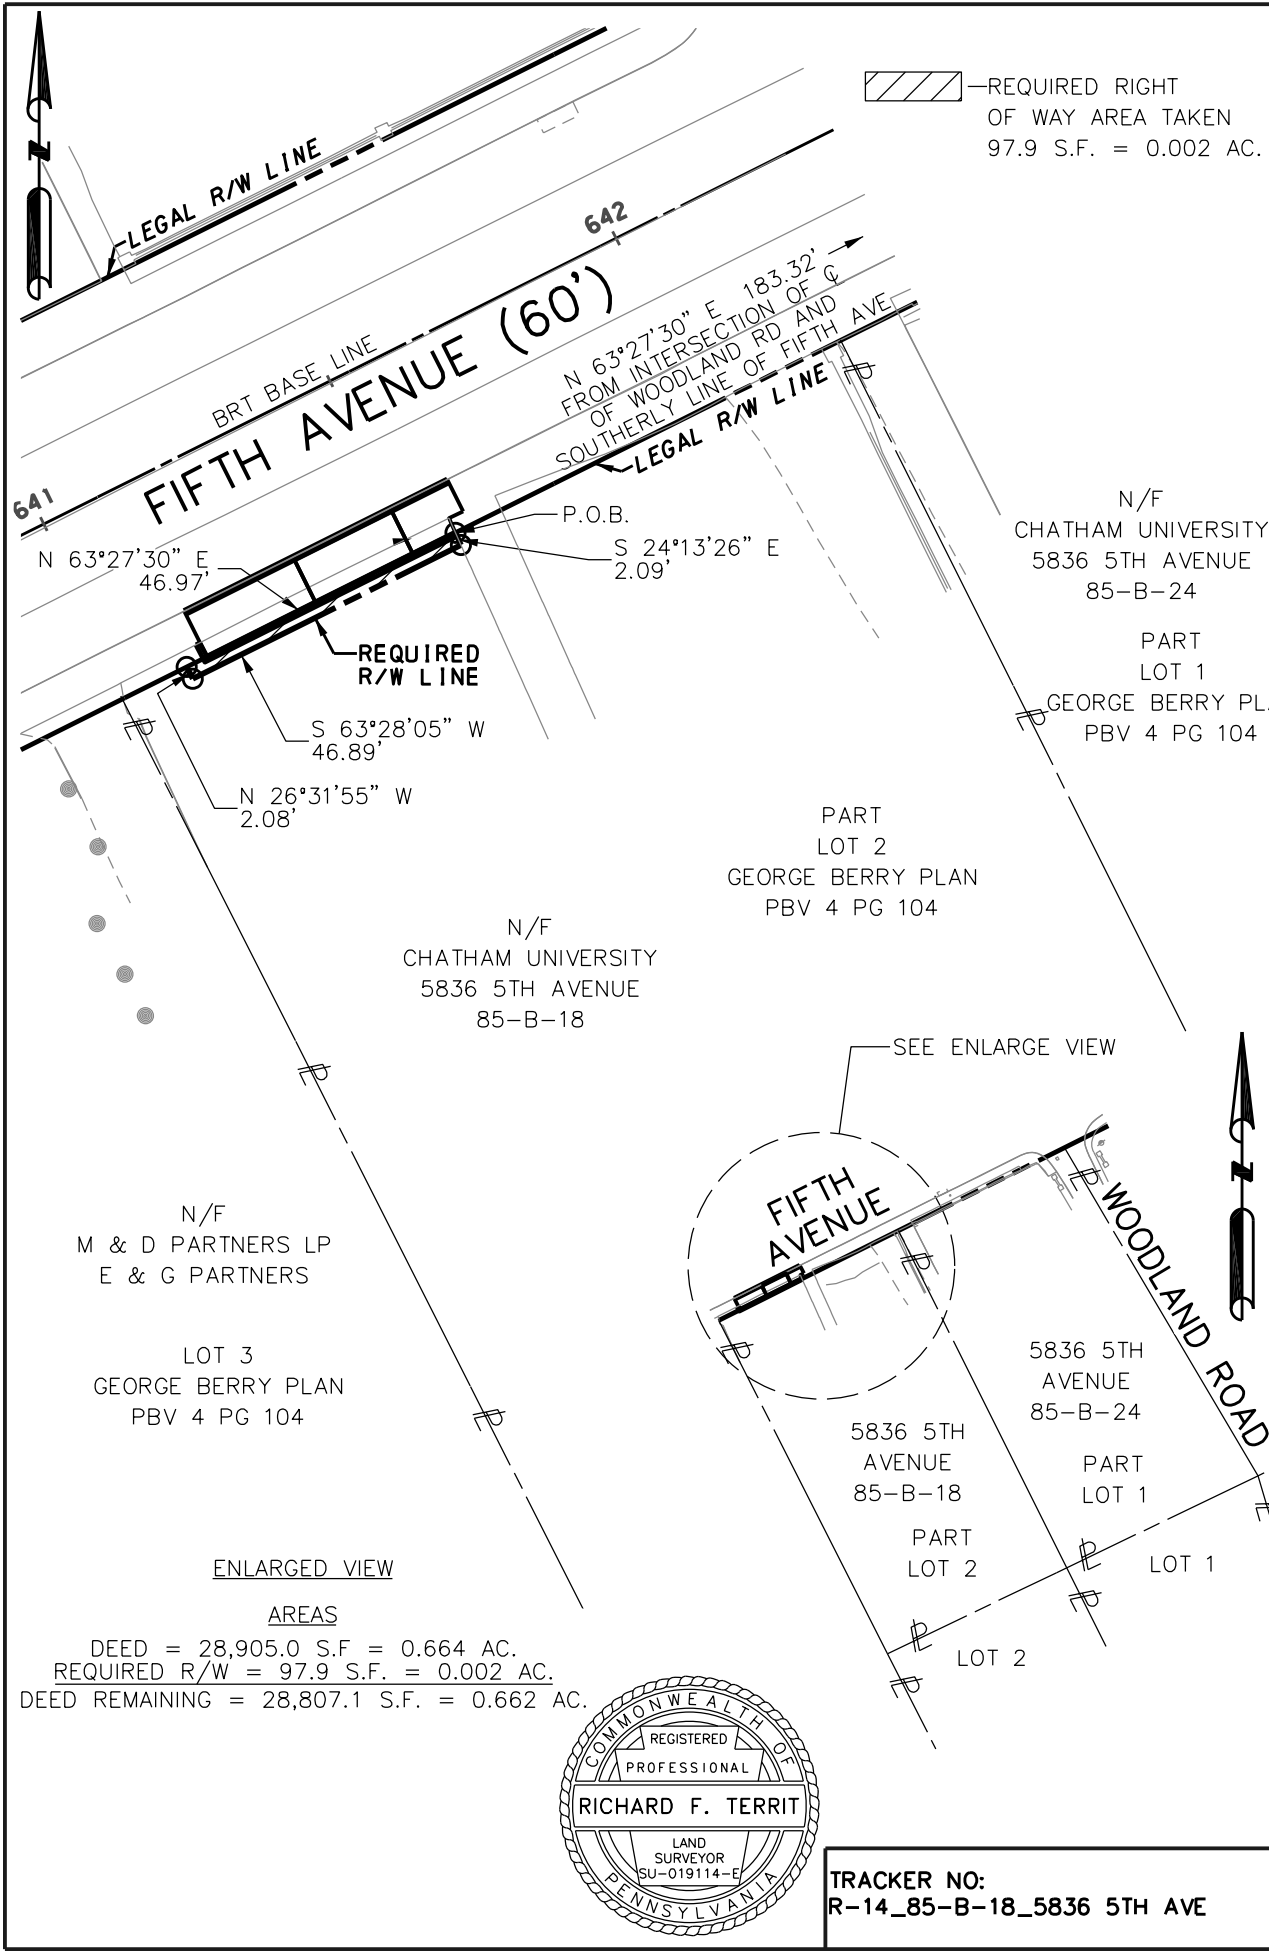 REQUIRED RIGHT
OF WAY AREA TAKEN
97.9 S.F. = 0.002 AC.
N
LEGAL R/W LINE
642
BRT BASE LINE
FIFTH AVENUE (60')
N 63°27'30" E 183.32'
FROM INTERSECTION OF ℄
OF WOODLAND RD AND
SOUTHERLY LINE OF FIFTH AVE
LEGAL R/W LINE
641
P.O.B.
N 63°27'30" E
46.97'
S 24°13'26" E
2.09'
REQUIRED
R/W LINE
S 63°28'05" W
46.89'
N 26°31'55" W
2.08'
N/F
CHATHAM UNIVERSITY
5836 5TH AVENUE
85-B-24
PART
LOT 1
GEORGE BERRY
PBV 4 PG 104
PART
LOT 2
GEORGE BERRY PLAN
PBV 4 PG 104
N/F
CHATHAM UNIVERSITY
5836 5TH AVENUE
85-B-18
SEE ENLARGE VIEW
N
FIFTH
AVENUE
WOODLAND ROAD
N/F
M & D PARTNERS LP
E & G PARTNERS
LOT 3
GEORGE BERRY PLAN
PBV 4 PG 104
5836 5TH
AVENUE
85-B-24
PART
LOT 1
5836 5TH
AVENUE
85-B-18
PART
LOT 2
LOT 1
LOT 2
ENLARGED VIEW
AREAS
DEED = 28,905.0 S.F = 0.664 AC.
REQUIRED R/W = 97.9 S.F. = 0.002 AC.
DEED REMAINING = 28,807.1 S.F. = 0.662 AC.
COMMONWEALTH OF
REGISTERED
PROFESSIONAL
RICHARD F. TERRIT
LAND
SURVEYOR
SU-019114-E
PENNSYLVANIA
TRACKER NO:
R-14_85-B-18_5836 5TH AVE